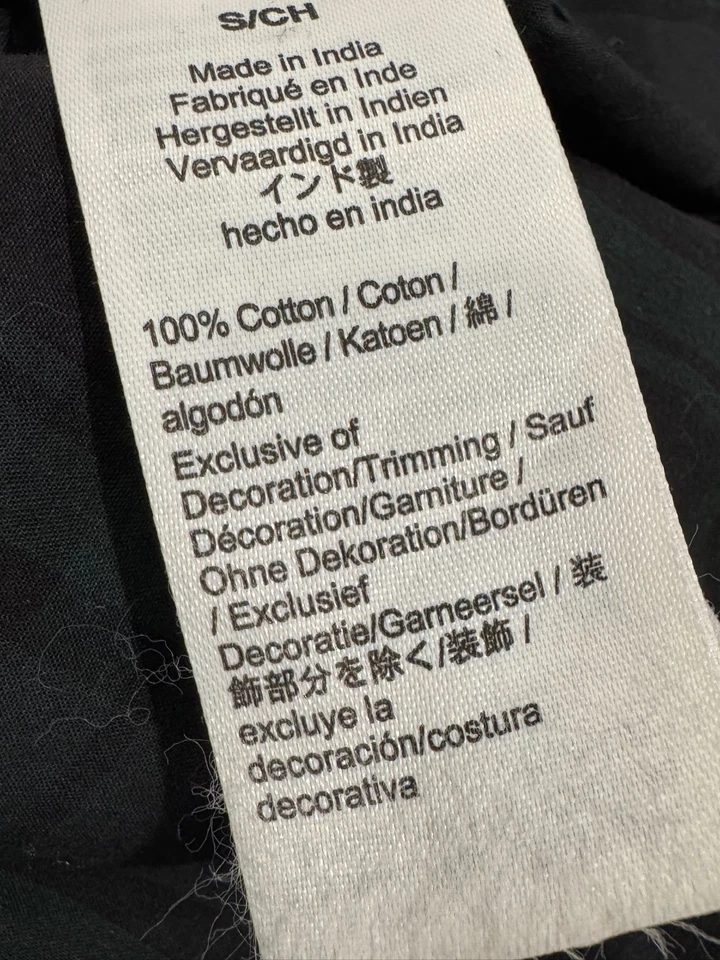 S/CH
Made in India
Fabriqué en Inde
Hergestellt in Indien
Vervaardigd in India
インド製
hecho en india
100% Cotton / Coton /
Baumwolle / Katoen / 綿 /
algodón
Exclusive of
Decoration/Trimming / Sauf
Décoration/Garniture /
Ohne Dekoration/Bordüren
/ Exclusief
Decoratie/Garneersel / 装
飾部分を除く/装飾 /
excluye la
decoración/costura
decorativa